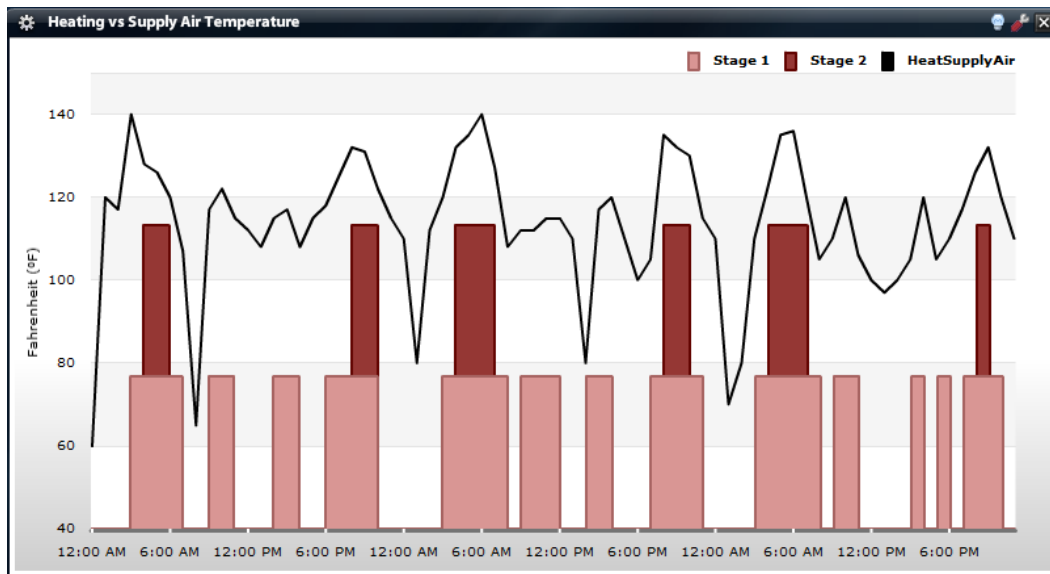 Heating vs Supply Air Temperature
Stage 1 Stage 2 HeatSupplyAir
Fahrenheit (ºF)
140
120
100
80
60
40
12:00 AM 6:00 AM 12:00 PM 6:00 PM 12:00 AM 6:00 AM 12:00 PM 6:00 PM 12:00 AM 6:00 AM 12:00 PM 6:00 PM